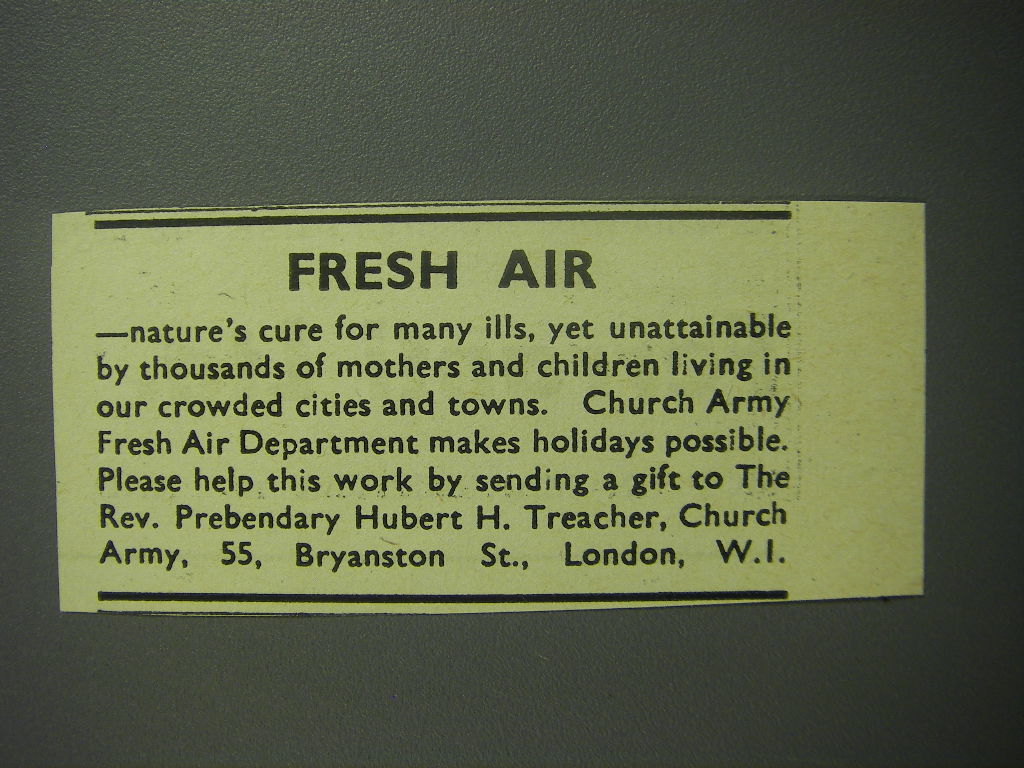 FRESH AIR
—nature's cure for many ills, yet unattainable
by thousands of mothers and children living in
our crowded cities and towns. Church Army
Fresh Air Department makes holidays possible.
Please help this work by sending a gift to The
Rev. Prebendary Hubert H. Treacher, Church
Army, 55, Bryanston St., London, W.I.